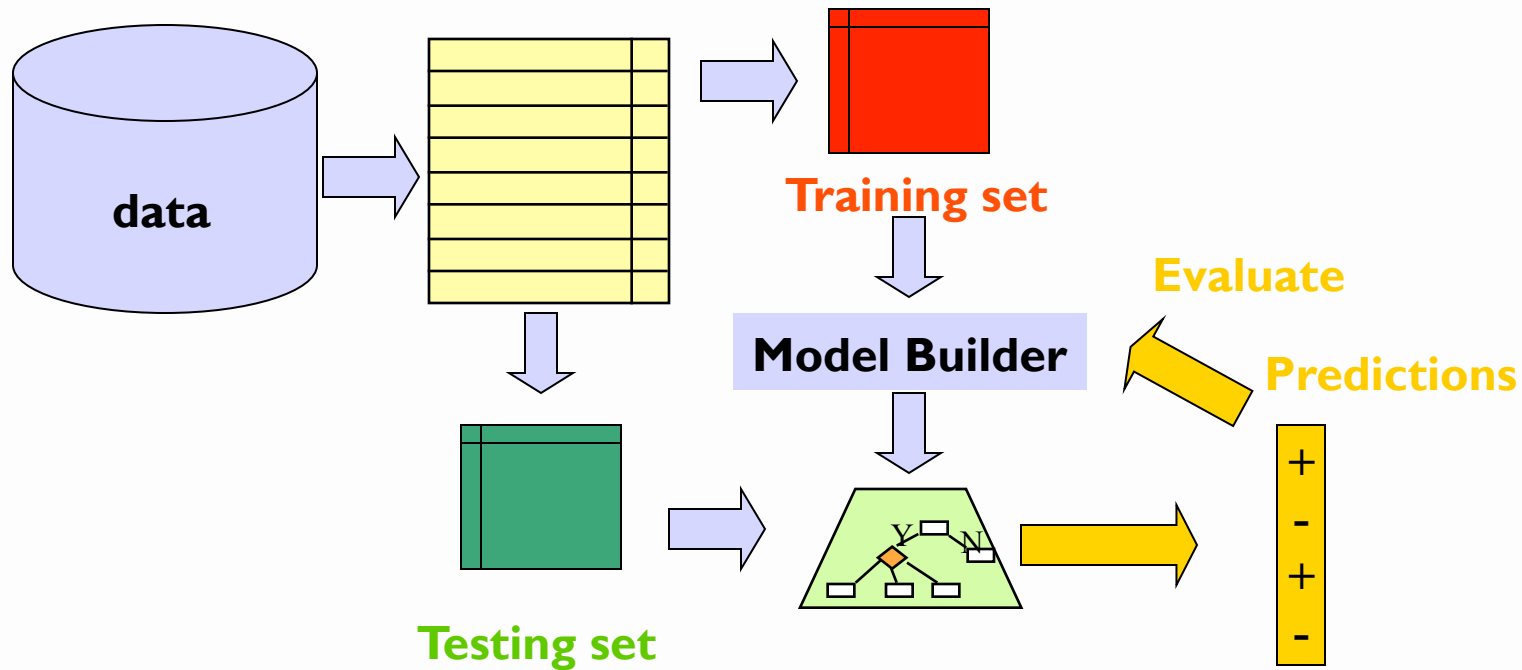 data
Training set
Evaluate
Model Builder
Predictions
+
-
+
-
Y
N
Testing set